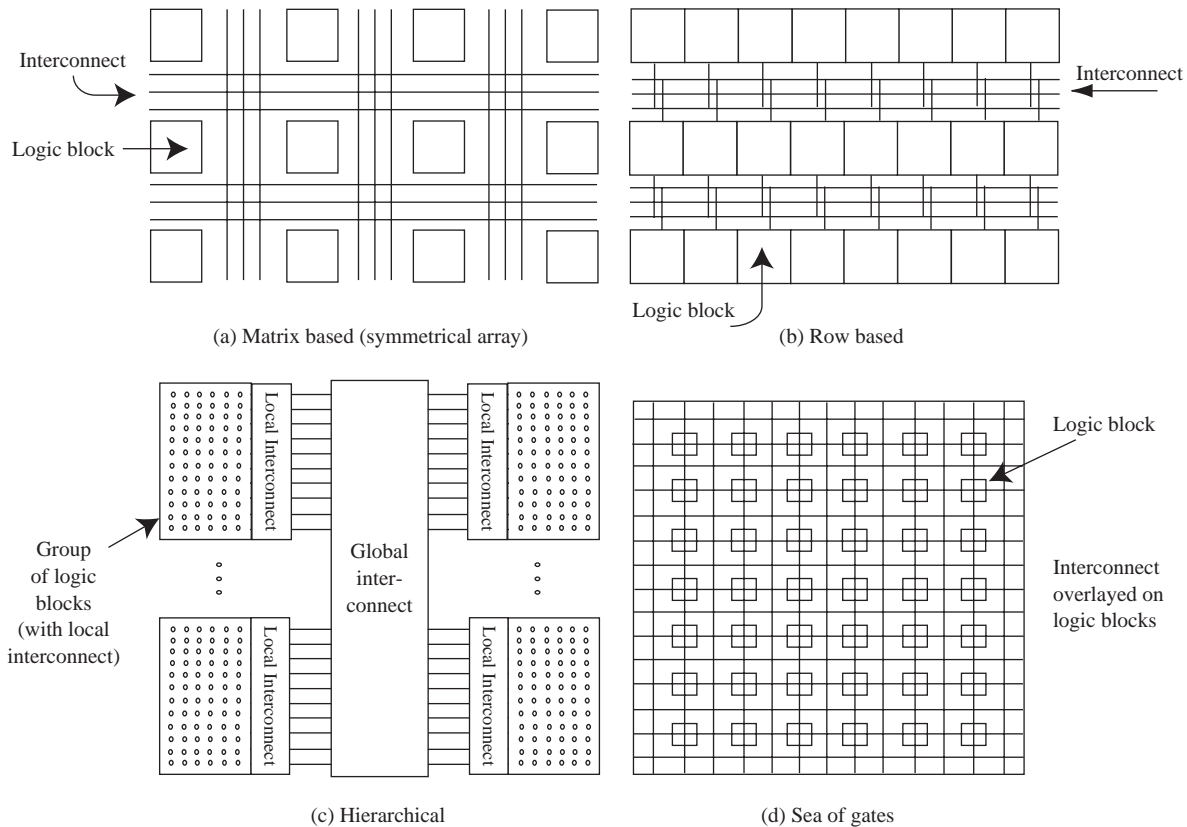 Interconnect
Logic block
(a) Matrix based (symmetrical array)
Interconnect
Logic block
(b) Row based
Local Interconnect
Local Interconnect
Group
of logic
blocks
(with local
interconnect)
Global
inter-
connect
Local Interconnect
Local Interconnect
(c) Hierarchical
Logic block
Interconnect
overlayed on
logic blocks
(d) Sea of gates